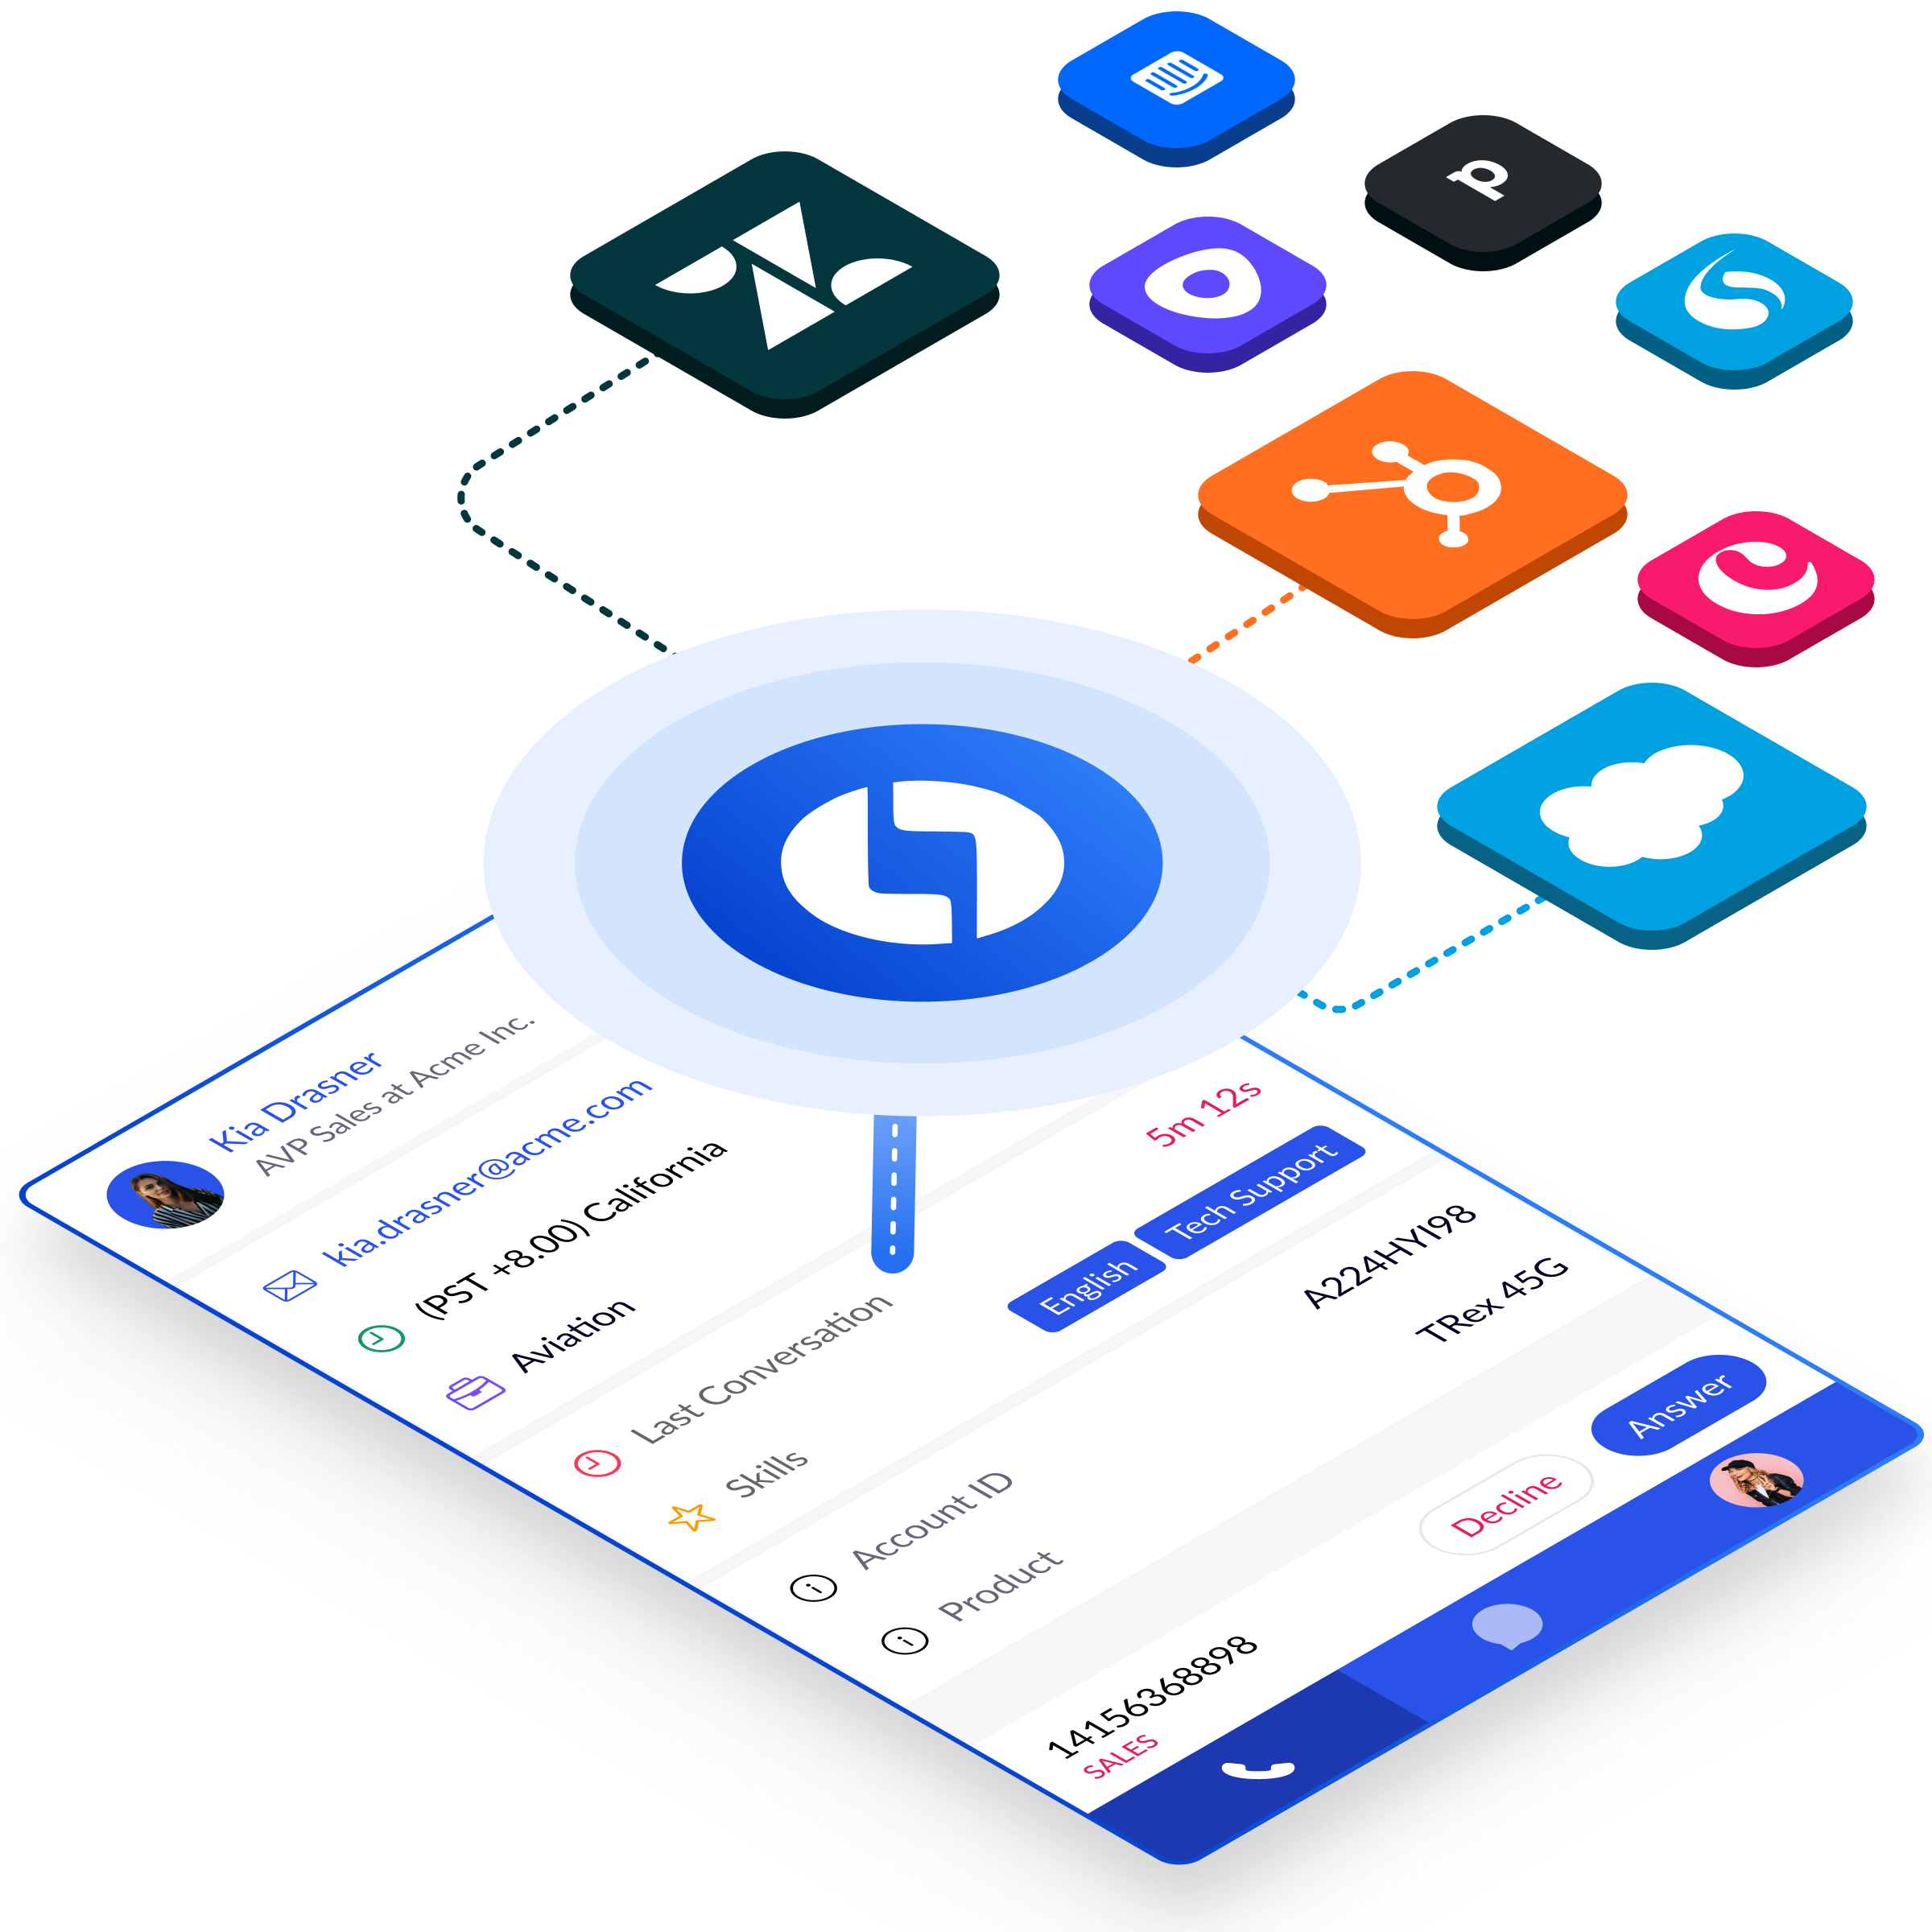 Kia Drasner
AVP Sales at Acme Inc.
kia.drasner@acme.com
(PST +8.00) California
Aviation
Last Conversation 5m 12s
Skills English Tech Support
Account ID A224HYI98
Product TRex 45G
14156368898
SALES
Decline Answer